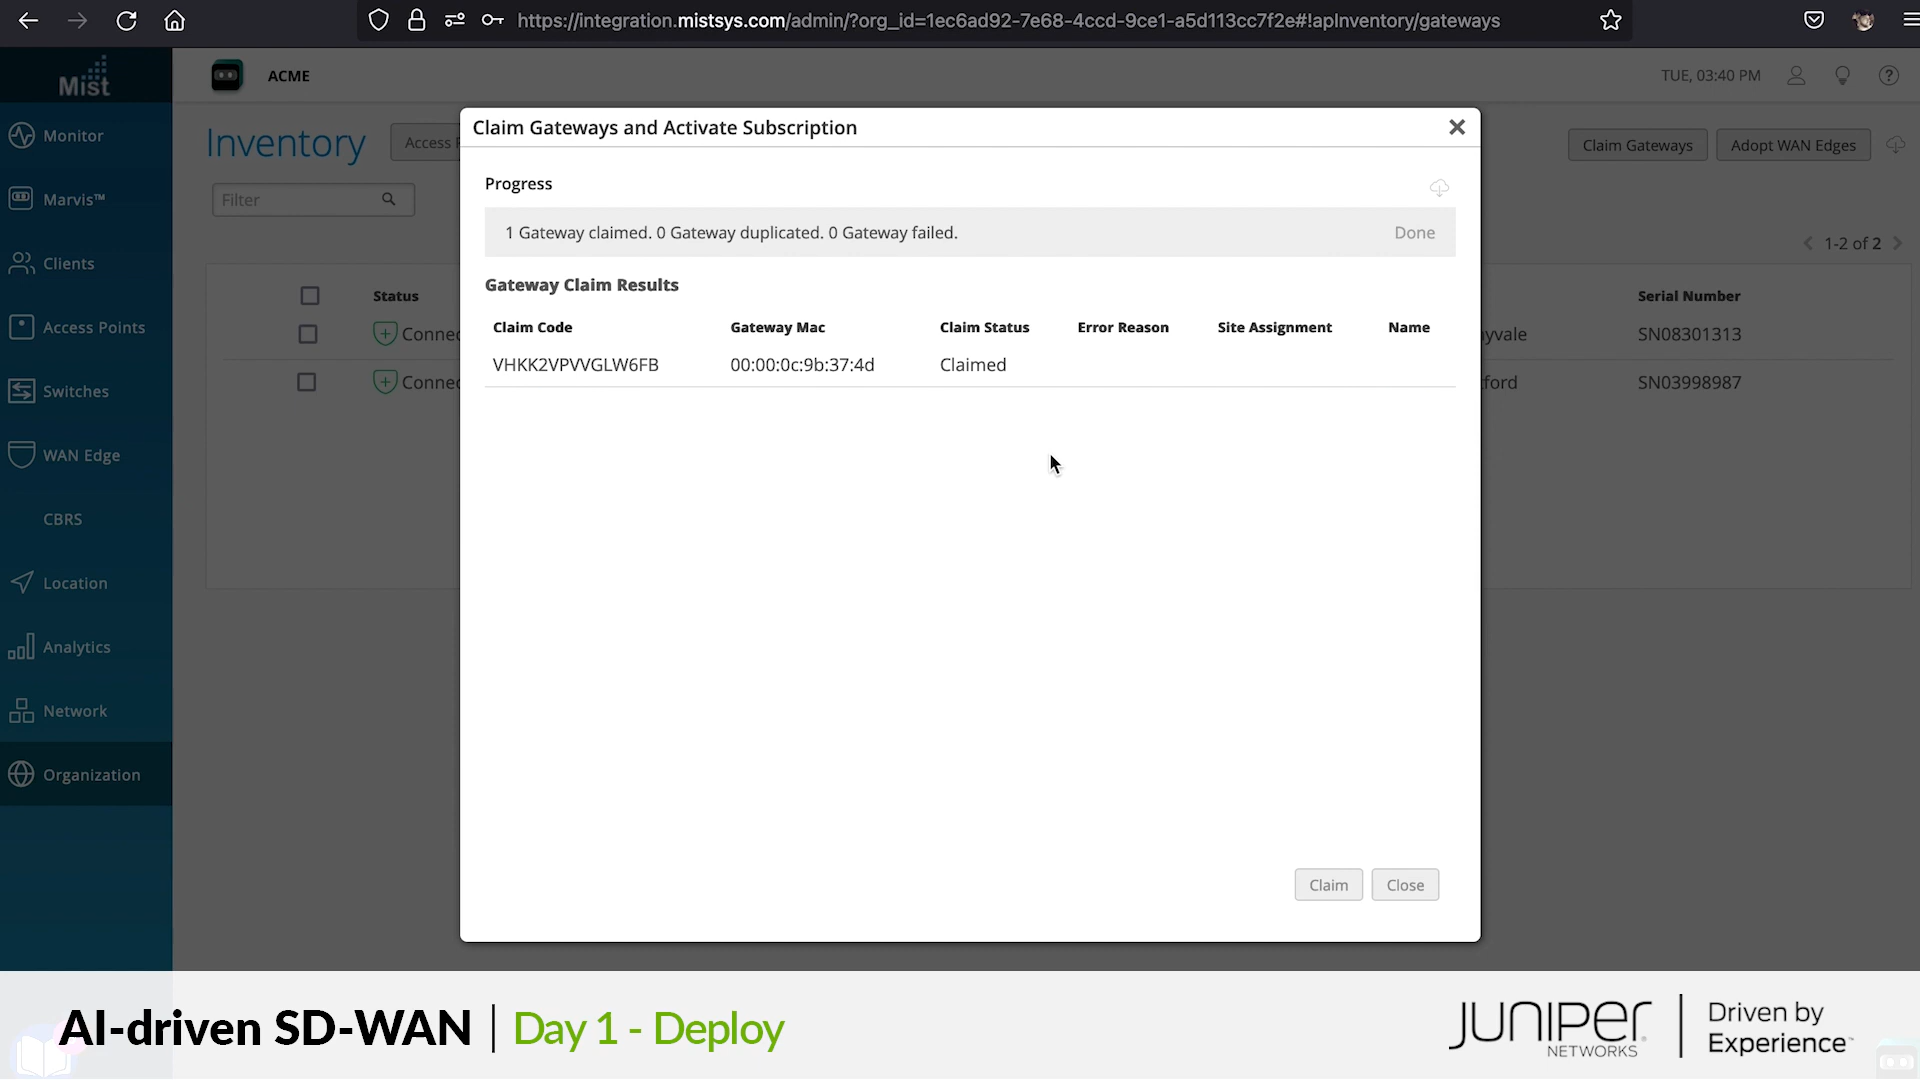 https://integration.mistsys.com/admin/?org_id=1ec6ad92-7e68-4ccd-9ce1-a5d113cc7f2e#!apInventory/gateways
Mist
ACME
TUE, 03:40 PM
Monitor
Marvis™
Clients
Access Points
Switches
WAN Edge
CBRS
Location
Analytics
Network
Organization
Inventory
Access
Claim Gateways
Adopt WAN Edges
Filter
1-2 of 2
Status
Serial Number
Connec
yvale
SN08301313
Connec
ford
SN03998987
Claim Gateways and Activate Subscription
Progress
1 Gateway claimed. 0 Gateway duplicated. 0 Gateway failed.
Done
Gateway Claim Results
Claim Code Gateway Mac Claim Status Error Reason Site Assignment Name
VHKK2VPVVGLW6FB 00:00:0c:9b:37:4d Claimed
Claim
Close
AI-driven SD-WAN | Day 1 - Deploy
JUNIPER
NETWORKS
Driven by
Experience™